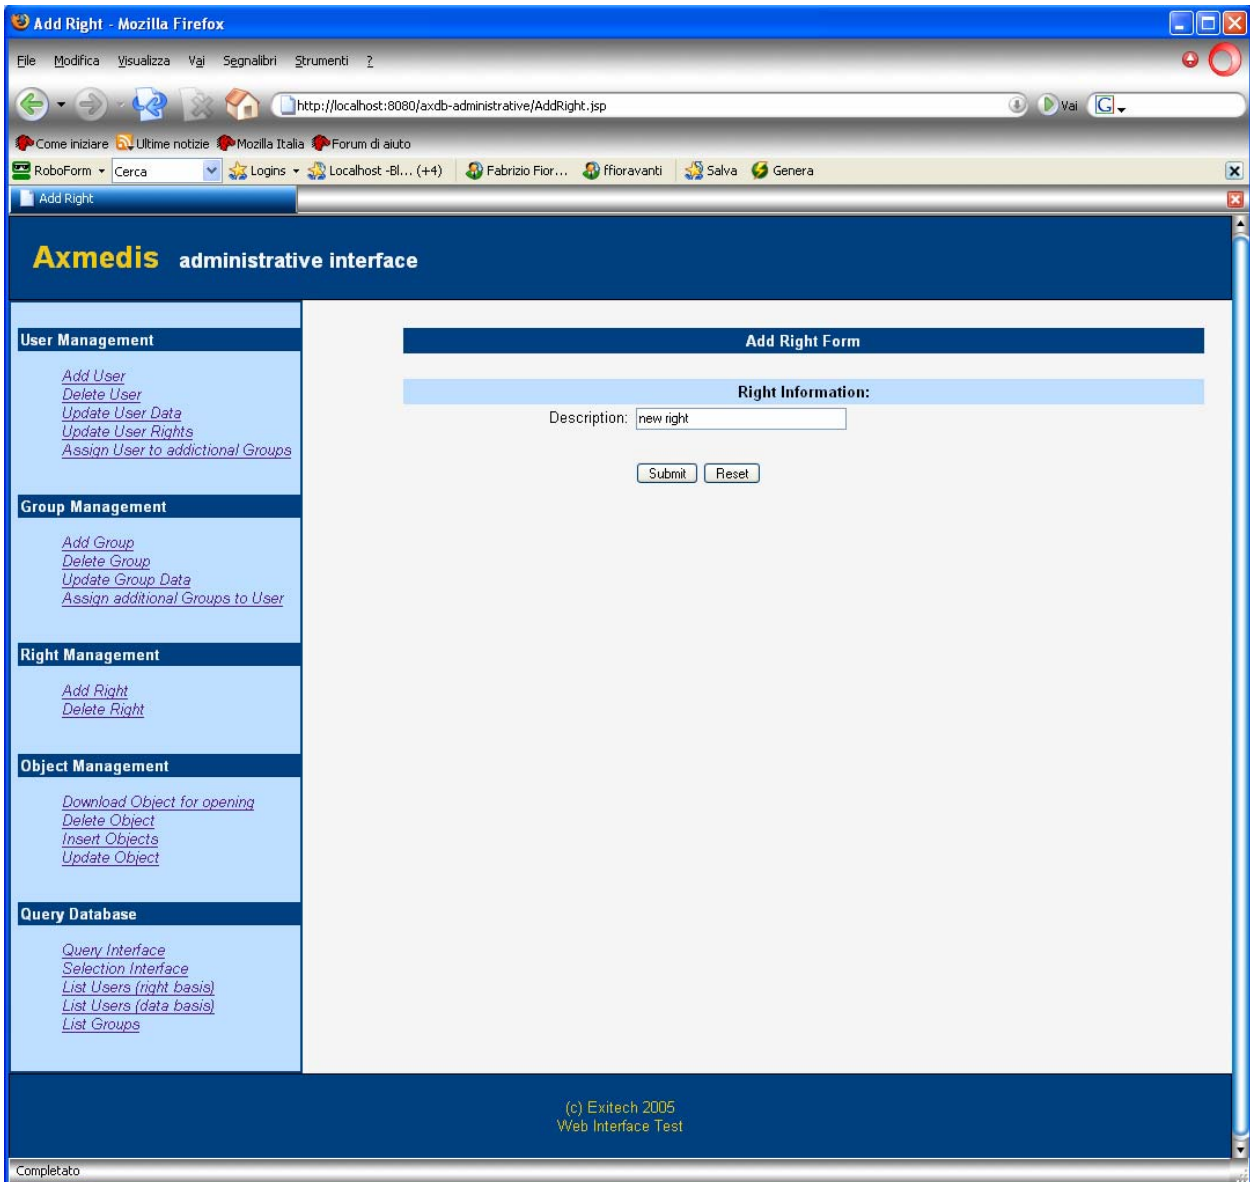 Add Right - Mozilla Firefox
File Modifica Visualizza Vai Segnalibri Strumenti ?
http://localhost:8080/axdb-administrative/AddRight.jsp Vai G
Come iniziare Ultime notizie Mozilla Italia Forum di aiuto
RoboForm Cerca Logins Localhost -Bl... (+4) Fabrizio Fior... ffioravanti Salva Genera
Add Right
Axmedis administrative interface
User Management
Add User
Delete User
Update User Data
Update User Rights
Assign User to addictional Groups
Group Management
Add Group
Delete Group
Update Group Data
Assign additional Groups to User
Right Management
Add Right
Delete Right
Object Management
Download Object for opening
Delete Object
Insert Objects
Update Object
Query Database
Query Interface
Selection Interface
List Users (right basis)
List Users (data basis)
List Groups
Add Right Form
Right Information:
Description: new right
Submit Reset
(c) Exitech 2005
Web Interface Test
Completato